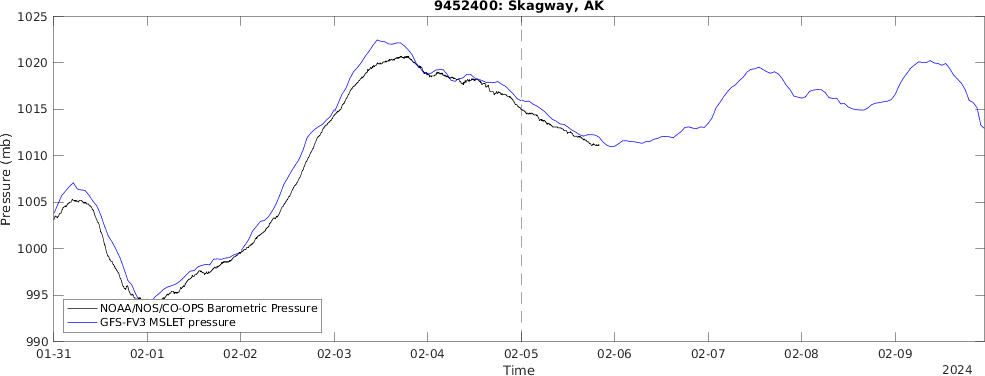 9452400: Skagway, AK
1025
1020
1015
1010
1005
1000
995
990
Pressure (mb)
NOAA/NOS/CO-OPS Barometric Pressure
GFS-FV3 MSLET pressure
01-31 02-01 02-02 02-03 02-04 02-05 02-06 02-07 02-08 02-09
Time
2024